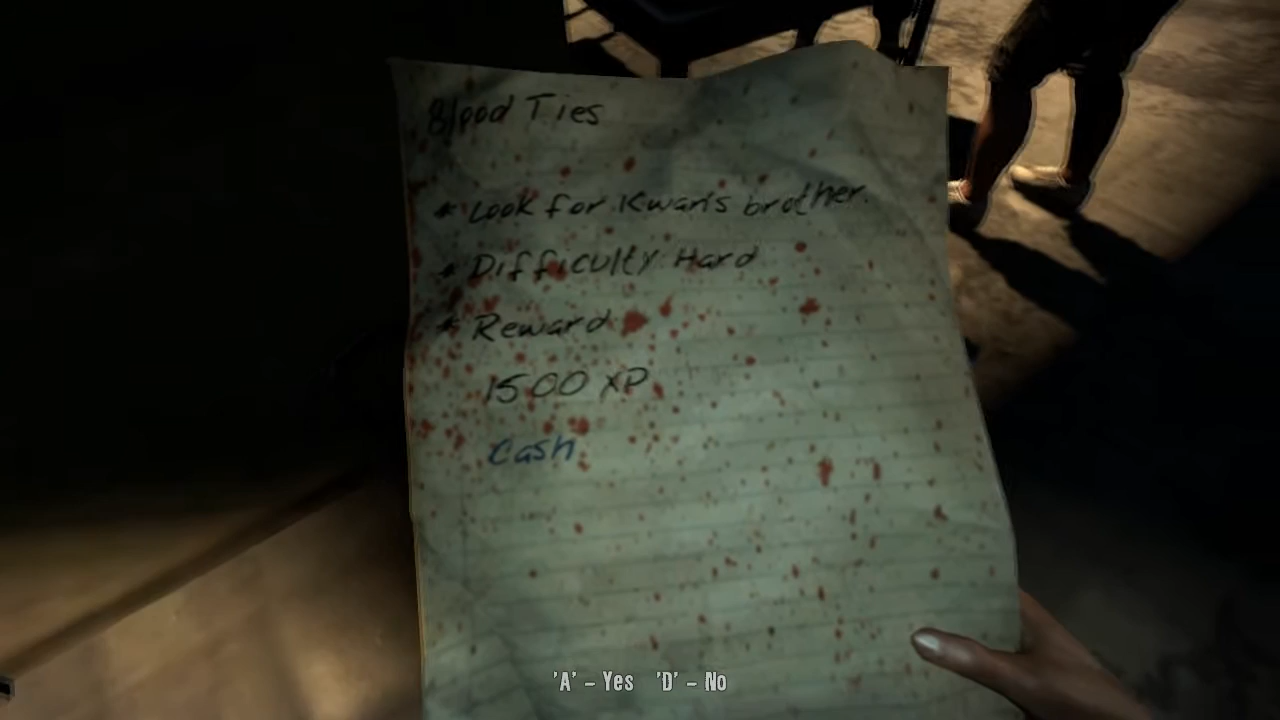 Blood Ties
* Look for Kwan's brother.
* Difficulty Hard
* Reward
1500 XP
Cash
'A' – Yes 'D' – No